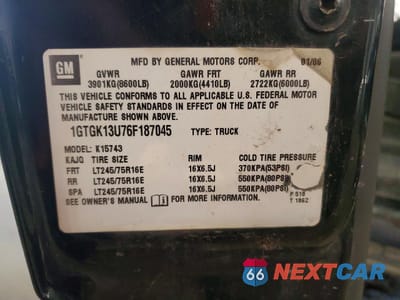 GM
MFD BY GENERAL MOTORS CORP. 01/06
GVWR GAWR FRT GAWR RR
3901KG(8600LB) 2000KG(4410LB) 2722KG(6000LB)
THIS VEHICLE CONFORMS TO ALL APPLICABLE U.S. FEDERAL MOTOR
VEHICLE SAFETY STANDARDS IN EFFECT ON THE DATE OF
MANUFACTURE SHOWN ABOVE.
1GTGK13U76F187045 TYPE: TRUCK
MODEL: K15743
KAJQ TIRE SIZE RIM COLD TIRE PRESSURE
FRT LT245/75R16E 16X6.5J 370KPA(53PSI)
RR LT245/75R16E 16X6.5J 550KPA(80PSI)
SPA LT245/75R16E 16X6.5J 550KPA(80PSI)
SEE OWNER'S MANUAL FOR MORE INFORMATION. T 1862
66 NEXTCAR